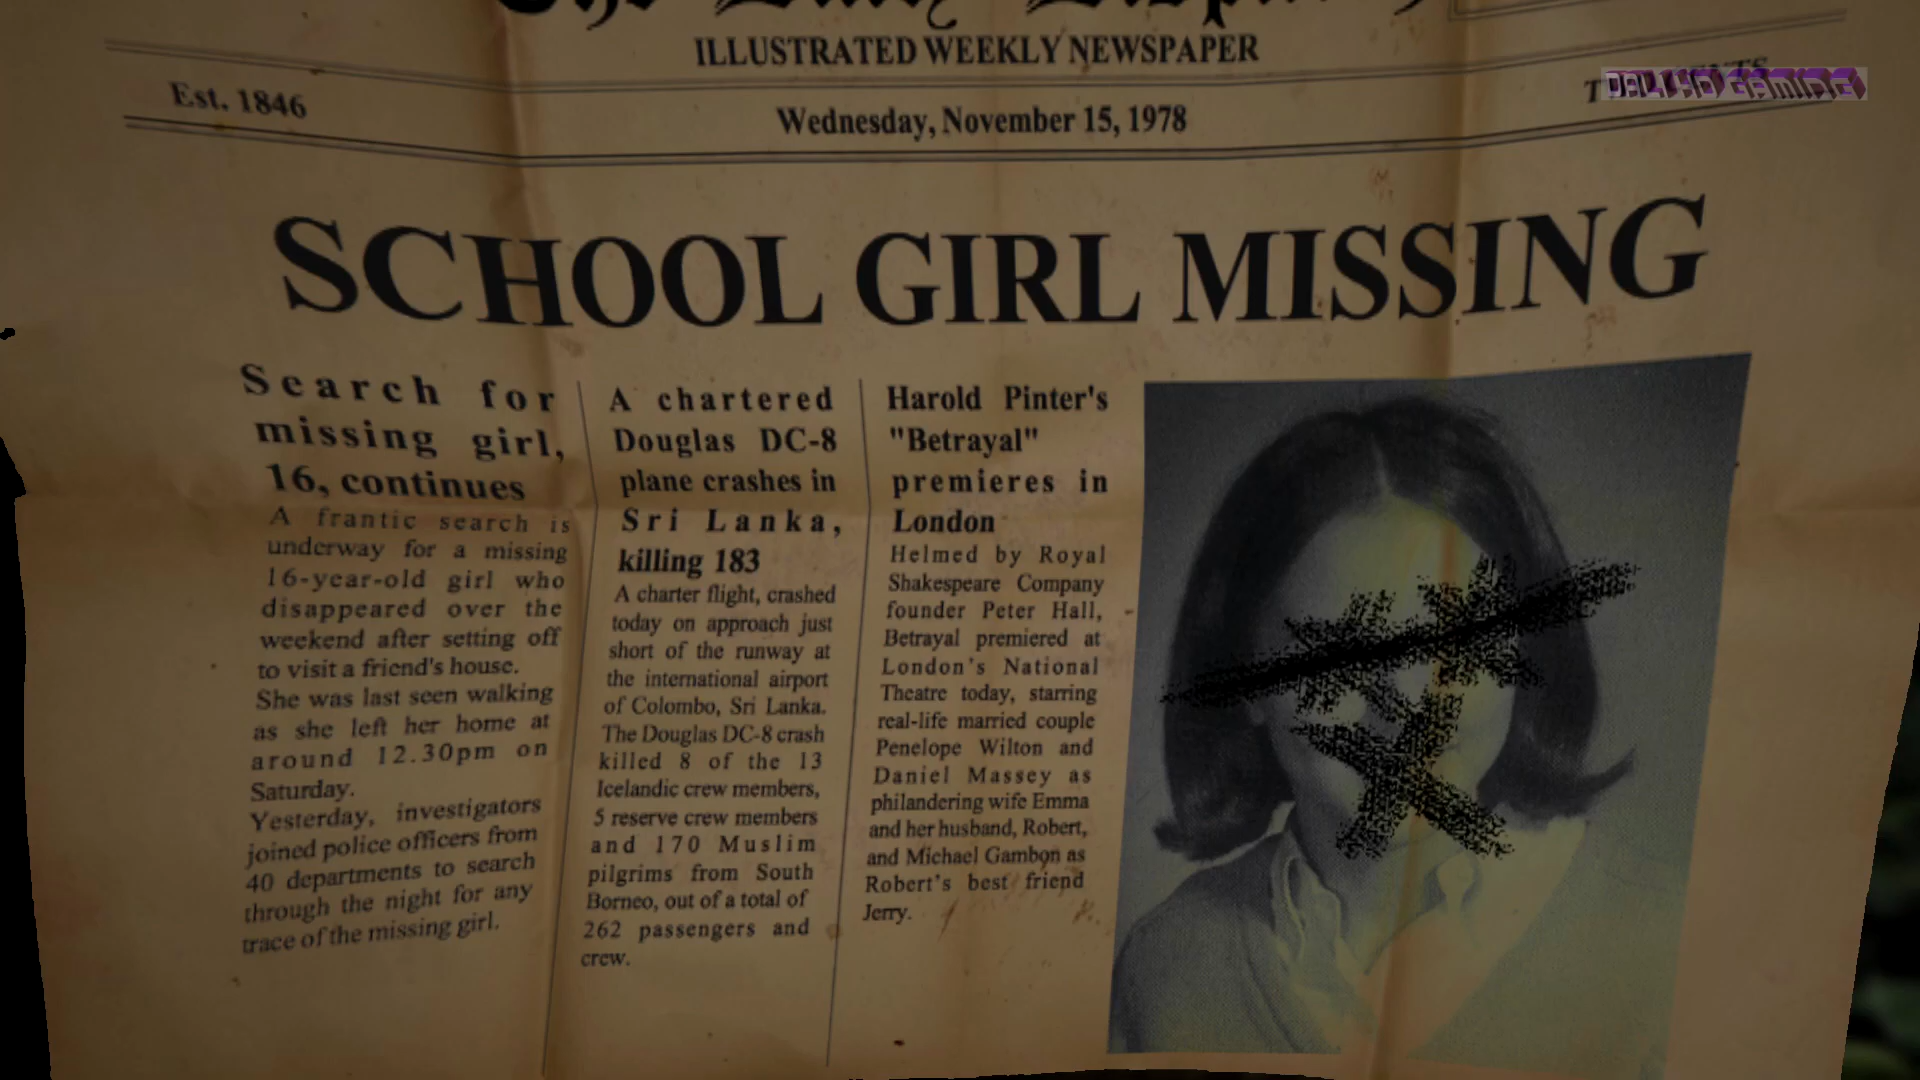 The Daily
ILLUSTRATED WEEKLY NEWSPAPER
Est. 1846
Wednesday, November 15, 1978
SCHOOL GIRL MISSING
Search for
missing girl,
16, continues
A frantic search is
underway for a missing
16-year-old girl who
disappeared over the
weekend after setting off
to visit a friend's house.
She was last seen walking
as she left her home at
around 12.30pm on
Saturday.
Yesterday, investigators
joined police officers from
40 departments to search
through the night for any
trace of the missing girl.
A chartered
Douglas DC-8
plane crashes in
Sri Lanka,
killing 183
A charter flight, crashed
today on approach just
short of the runway at
the international airport
of Colombo, Sri Lanka.
The Douglas DC-8 crash
killed 8 of the 13
Icelandic crew members,
5 reserve crew members
and 170 Muslim
pilgrims from South
Borneo, out of a total of
262 passengers and
crew.
Harold Pinter's
"Betrayal"
premieres in
London
Helmed by Royal
Shakespeare Company
founder Peter Hall,
Betrayal premiered at
London's National
Theatre today, starring
real-life married couple
Penelope Wilton and
Daniel Massey as
philandering wife Emma
and her husband, Robert,
and Michael Gambon as
Robert's best friend
Jerry.